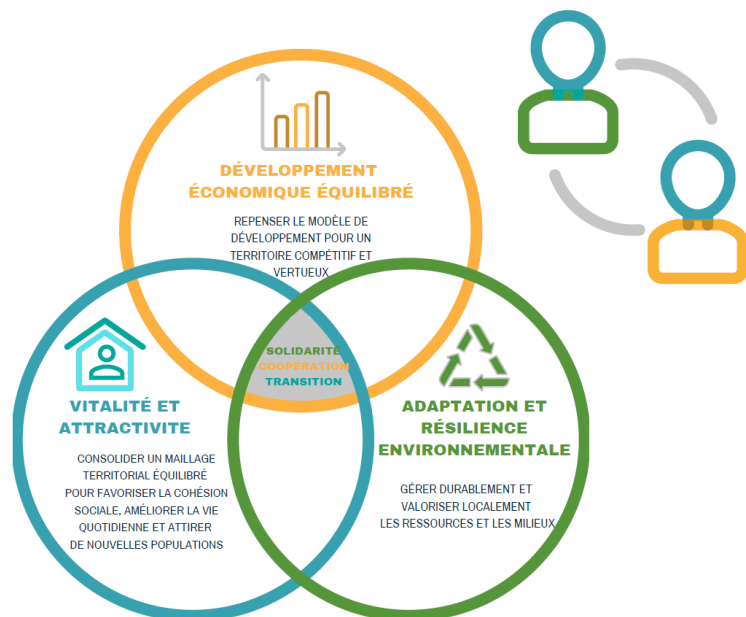 DÉVELOPPEMENT
ÉCONOMIQUE ÉQUILIBRÉ
REPENSER LE MODÈLE DE
DÉVELOPPEMENT POUR UN
TERRITOIRE COMPÉTITIF ET
VERTUEUX
SOLIDARITÉ
COOPÉRATION
TRANSITION
VITALITÉ ET
ATTRACTIVITE
CONSOLIDER UN MAILLAGE
TERRITORIAL ÉQUILIBRÉ
POUR FAVORISER LA COHÉSION
SOCIALE, AMÉLIORER LA VIE
QUOTIDIENNE ET ATTIRER
DE NOUVELLES POPULATIONS
ADAPTATION ET
RÉSILIENCE
ENVIRONNEMENTALE
GÉRER DURABLEMENT ET
VALORISER LOCALEMENT
LES RESSOURCES ET LES MILIEUX